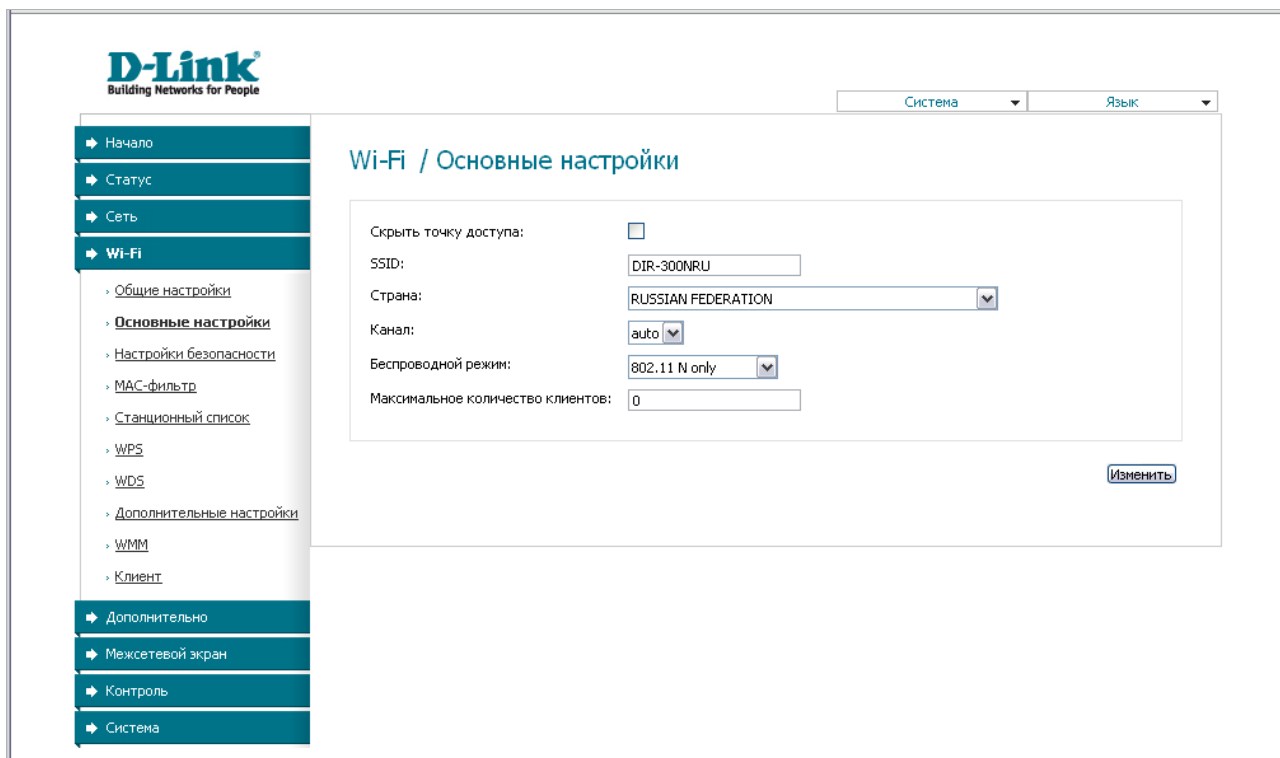 D-Link
Building Networks for People
Система
Язык
Начало
Статус
Сеть
Wi-Fi
Общие настройки
Основные настройки
Настройки безопасности
MAC-фильтр
Станционный список
WPS
WDS
Дополнительные настройки
WMM
Клиент
Дополнительно
Межсетевой экран
Контроль
Система
Wi-Fi / Основные настройки
Скрыть точку доступа:
SSID: DIR-300NRU
Страна: RUSSIAN FEDERATION
Канал: auto
Беспроводной режим: 802.11 N only
Максимальное количество клиентов: 0
Изменить